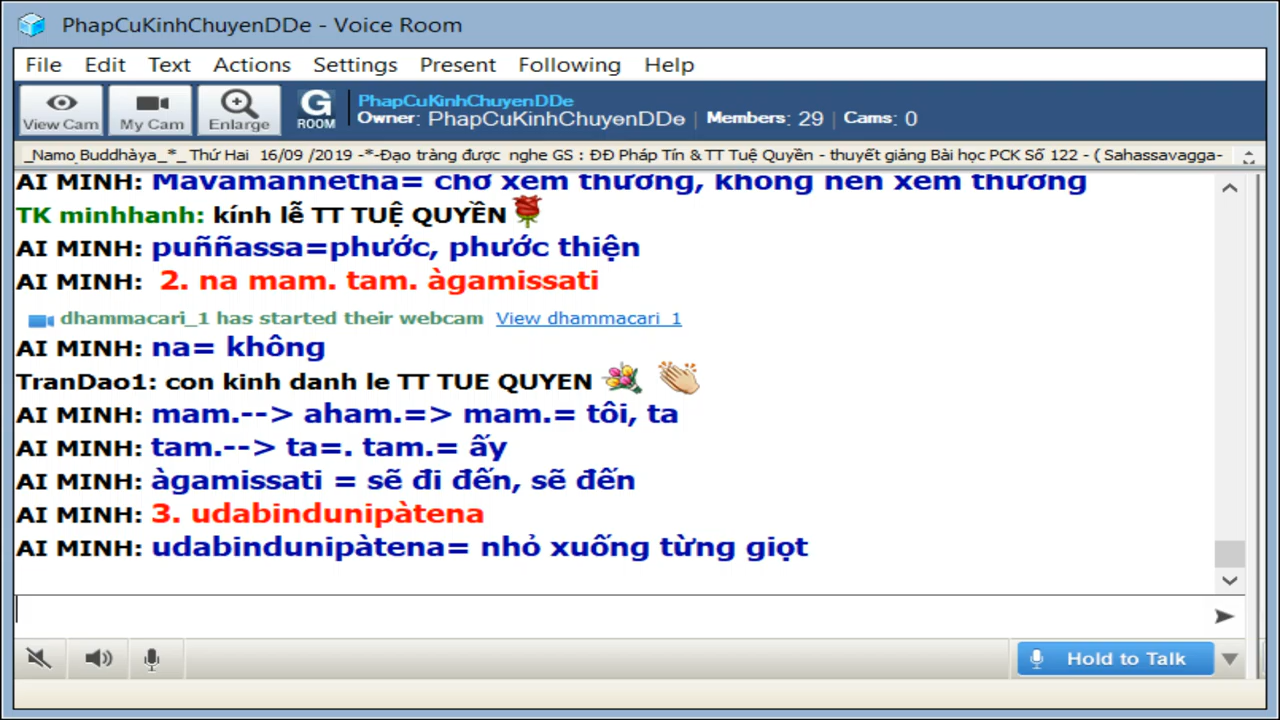 PhapCuKinhChuyenDDe - Voice Room
File Edit Text Actions Settings Present Following Help
View Cam My Cam Enlarge G ROOM
PhapCuKinhChuyenDDe
Owner: PhapCuKinhChuyenDDe | Members: 29 | Cams: 0
_Namo_Buddhàya_*_ Thứ Hai 16/09 /2019 -*-Đạo tràng được nghe GS : ĐĐ Pháp Tín & TT Tuệ Quyền - thuyết giảng Bài học PCK Số 122 - ( Sahassavagga-
AI MINH: Mavamannetha= chớ xem thường, không nên xem thường
TK minhhanh: kính lễ TT TUỆ QUYỀN
AI MINH: puññassa=phước, phước thiện
AI MINH: 2. na mam. tam. àgamissati
dhammacari_1 has started their webcam View dhammacari_1
AI MINH: na= không
TranDao1: con kinh danh le TT TUE QUYEN
AI MINH: mam.--> aham.=> mam.= tôi, ta
AI MINH: tam.--> ta=. tam.= ấy
AI MINH: àgamissati = sẽ đi đến, sẽ đến
AI MINH: 3. udabindunipàtena
AI MINH: udabindunipàtena= nhỏ xuống từng giọt
Hold to Talk